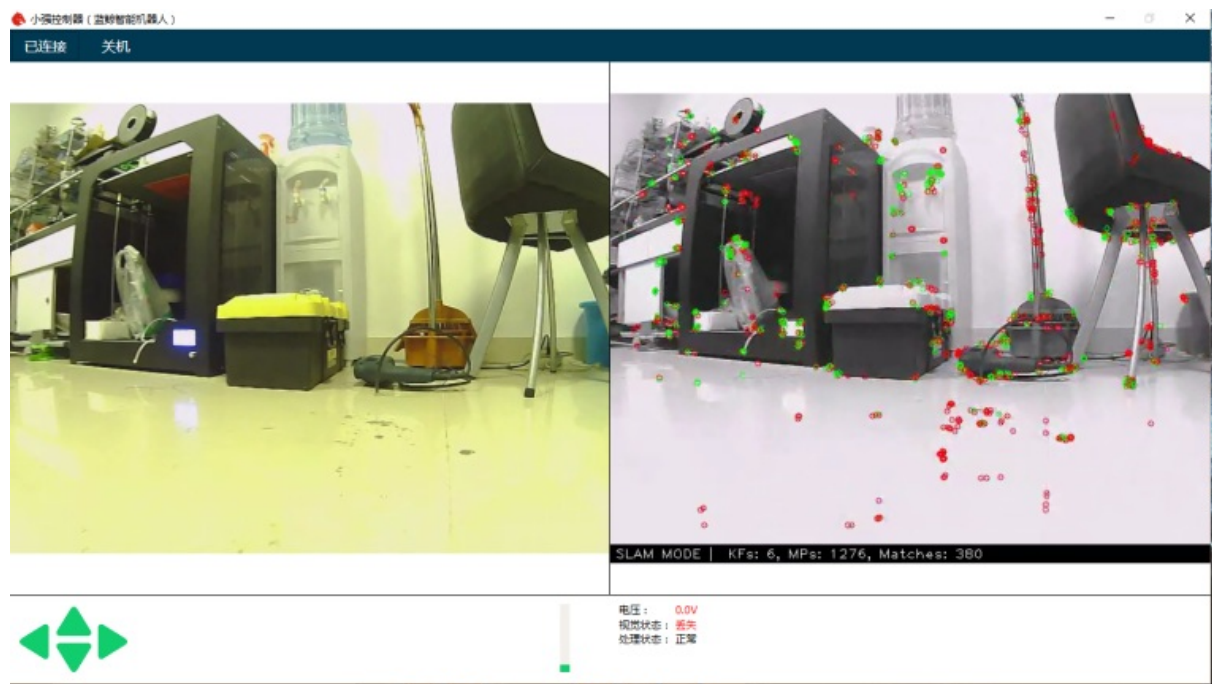 小强控制器（蓝鲸智能机器人）
已连接 关机
SLAM MODE | KFs: 6, MPs: 1276, Matches: 380
电压： 0.0V
视觉状态： 丢失
处理状态： 正常